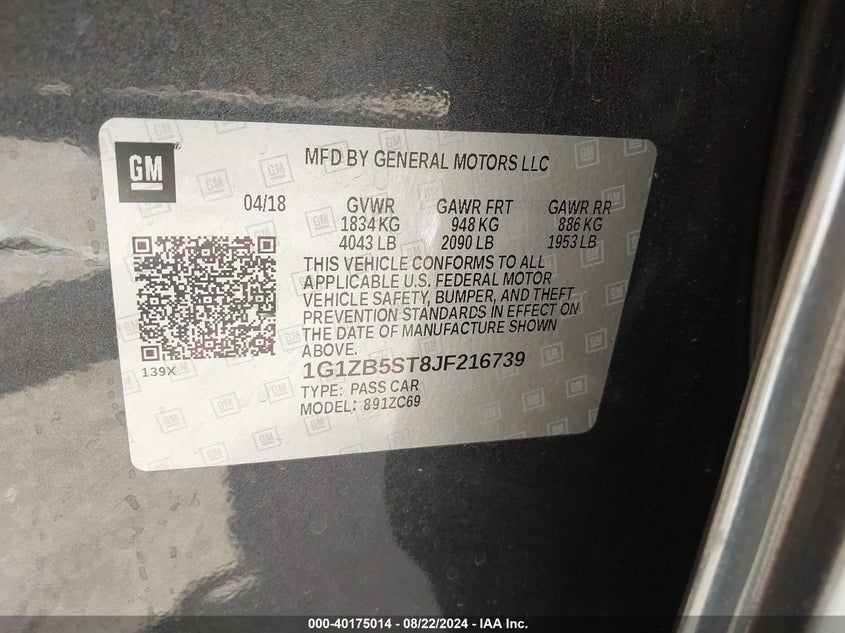 GM
MFD BY GENERAL MOTORS LLC
04/18 GVWR GAWR FRT GAWR RR
1834 KG 948 KG 886 KG
4043 LB 2090 LB 1953 LB
THIS VEHICLE CONFORMS TO ALL
APPLICABLE U.S. FEDERAL MOTOR
VEHICLE SAFETY, BUMPER, AND THEFT
PREVENTION STANDARDS IN EFFECT ON
THE DATE OF MANUFACTURE SHOWN
ABOVE.
139X
1G1ZB5ST8JF216739
TYPE: PASS CAR
MODEL: 891ZC69
000-40175014 - 08/22/2024 - IAA Inc.